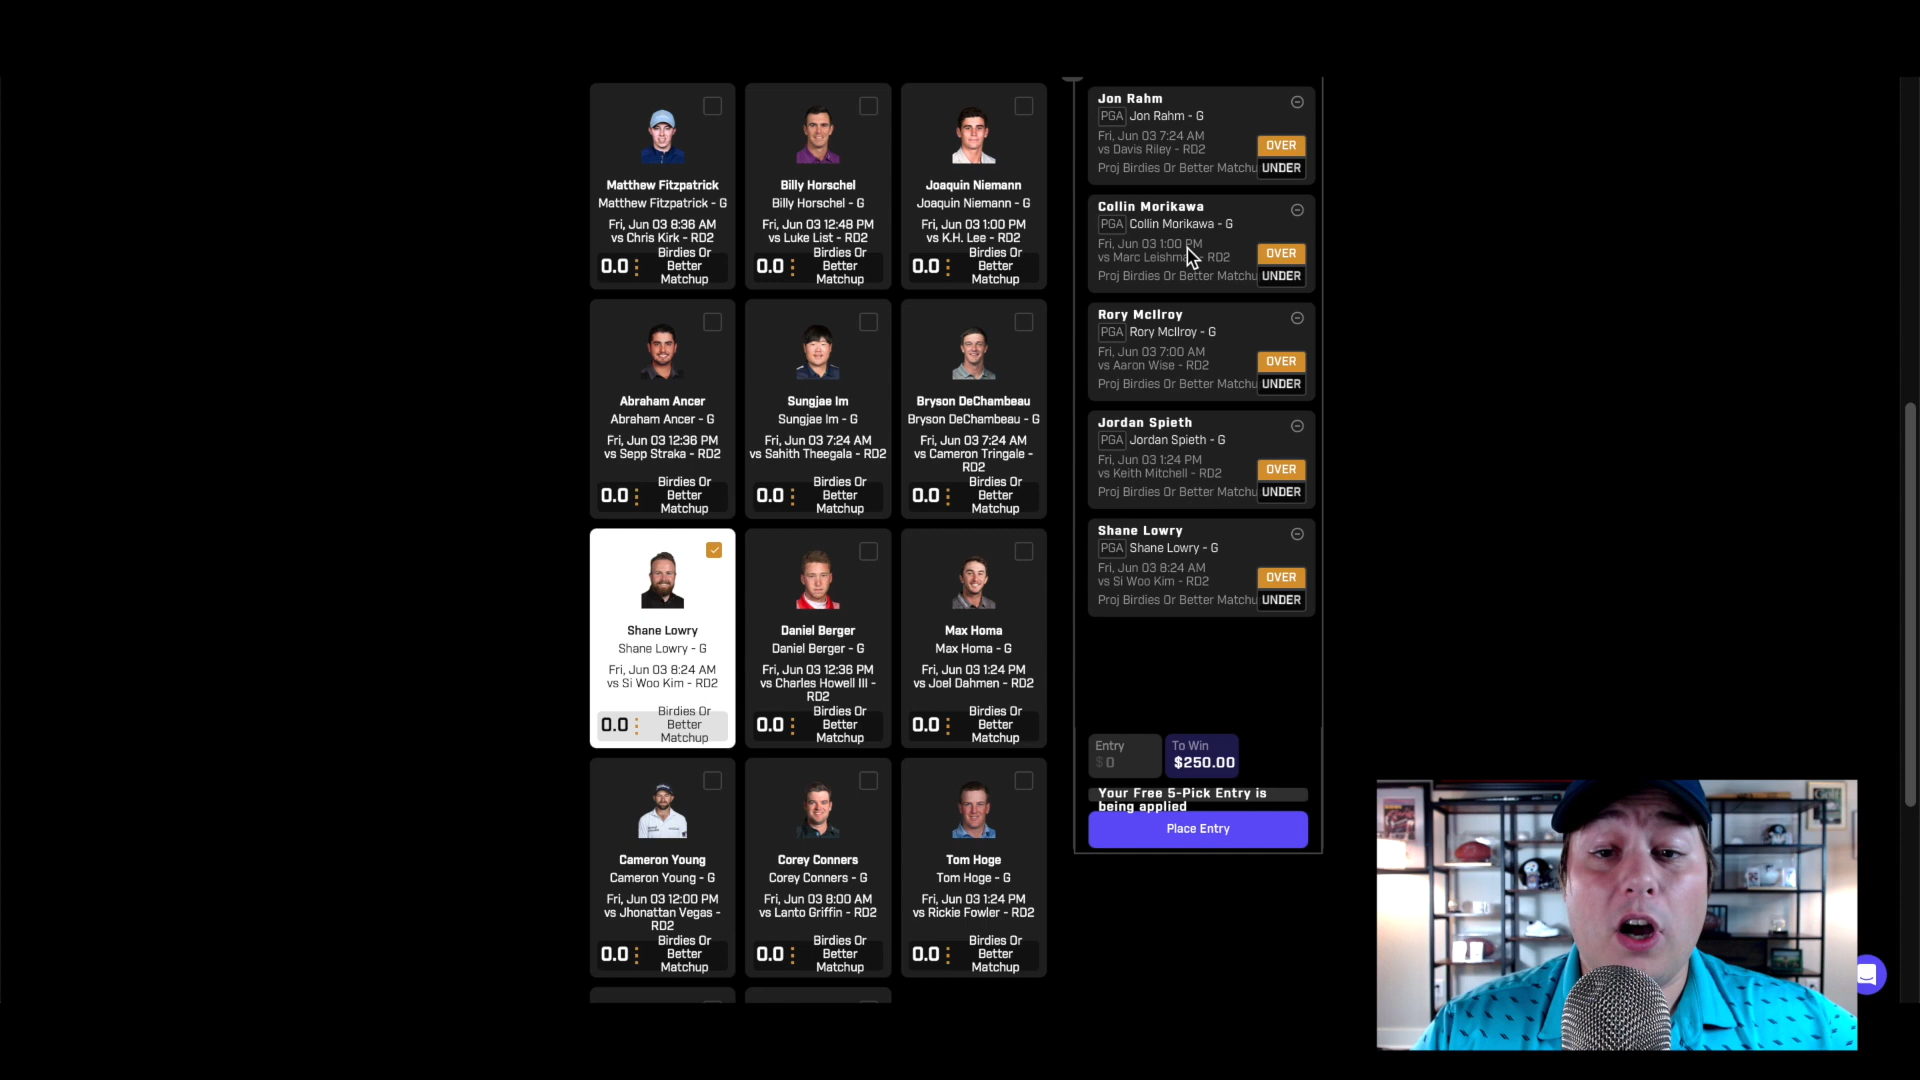 Matthew Fitzpatrick
Matthew Fitzpatrick - G
Fri, Jun 03 8:36 AM
vs Chris Kirk - RD2
0.0
Birdies Or
Better
Matchup
Billy Horschel
Billy Horschel - G
Fri, Jun 03 12:48 PM
vs Luke List - RD2
0.0
Birdies Or
Better
Matchup
Joaquin Niemann
Joaquin Niemann - G
Fri, Jun 03 1:00 PM
vs K.H. Lee - RD2
0.0
Birdies Or
Better
Matchup
Abraham Ancer
Abraham Ancer - G
Fri, Jun 03 12:36 PM
vs Sepp Straka - RD2
0.0
Birdies Or
Better
Matchup
Sungjae Im
Sungjae Im - G
Fri, Jun 03 7:24 AM
vs Sahith Theegala - RD2
0.0
Birdies Or
Better
Matchup
Bryson DeChambeau
Bryson DeChambeau - G
Fri, Jun 03 7:24 AM
vs Cameron Tringale -
RD2
0.0
Birdies Or
Better
Matchup
Shane Lowry
Shane Lowry - G
Fri, Jun 03 8:24 AM
vs Si Woo Kim - RD2
0.0
Birdies Or
Better
Matchup
Daniel Berger
Daniel Berger - G
Fri, Jun 03 12:36 PM
vs Charles Howell III -
RD2
0.0
Birdies Or
Better
Matchup
Max Homa
Max Homa - G
Fri, Jun 03 1:24 PM
vs Joel Dahmen - RD2
0.0
Birdies Or
Better
Matchup
Cameron Young
Cameron Young - G
Fri, Jun 03 12:00 PM
vs Jhonattan Vegas -
RD2
0.0
Birdies Or
Better
Matchup
Corey Conners
Corey Conners - G
Fri, Jun 03 8:00 AM
vs Lanto Griffin - RD2
0.0
Birdies Or
Better
Matchup
Tom Hoge
Tom Hoge - G
Fri, Jun 03 1:24 PM
vs Rickie Fowler - RD2
0.0
Birdies Or
Better
Matchup
Jon Rahm
PGA Jon Rahm - G
Fri, Jun 03 7:24 AM
vs Davis Riley - RD2
OVER
Proj Birdies Or Better Matchu
UNDER
Collin Morikawa
PGA Collin Morikawa - G
Fri, Jun 03 1:00 PM
vs Marc Leishma - RD2
OVER
Proj Birdies Or Better Matchu
UNDER
Rory McIlroy
PGA Rory McIlroy - G
Fri, Jun 03 7:00 AM
vs Aaron Wise - RD2
OVER
Proj Birdies Or Better Matchu
UNDER
Jordan Spieth
PGA Jordan Spieth - G
Fri, Jun 03 1:24 PM
vs Keith Mitchell - RD2
OVER
Proj Birdies Or Better Matchu
UNDER
Shane Lowry
PGA Shane Lowry - G
Fri, Jun 03 8:24 AM
vs Si Woo Kim - RD2
OVER
Proj Birdies Or Better Matchu
UNDER
Entry
$ 0
To Win
$250.00
Your Free 5-Pick Entry is
being applied
Place Entry